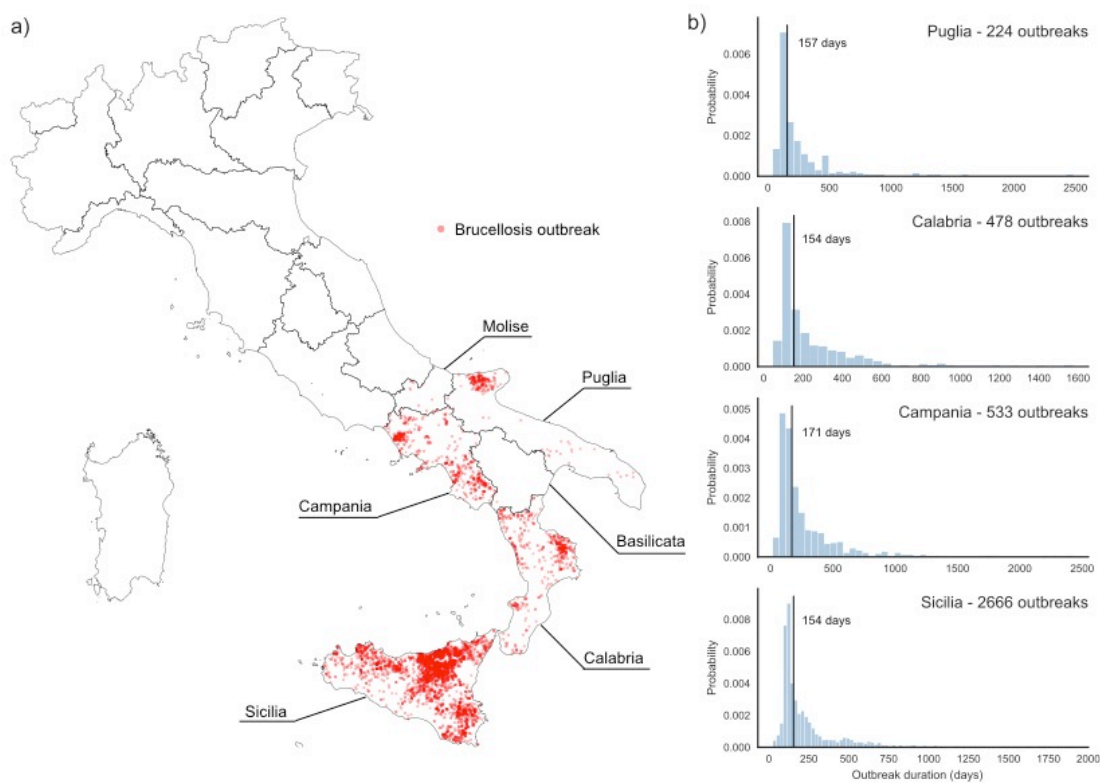 a)
Brucellosis outbreak
Molise
Puglia
Campania
Basilicata
Calabria
Sicilia
b)
Puglia - 224 outbreaks
157 days
Probability
0.006
0.004
0.002
0.000
0 500 1000 1500 2000 2500
Calabria - 478 outbreaks
154 days
Probability
0.008
0.006
0.004
0.002
0.000
0 200 400 600 800 1000 1200 1400 1600
Campania - 533 outbreaks
171 days
Probability
0.005
0.004
0.003
0.002
0.001
0.000
0 500 1000 1500 2000 2500
Sicilia - 2666 outbreaks
154 days
Probability
0.008
0.006
0.004
0.002
0.000
0 250 500 750 1000 1250 1500 1750 2000
Outbreak duration (days)